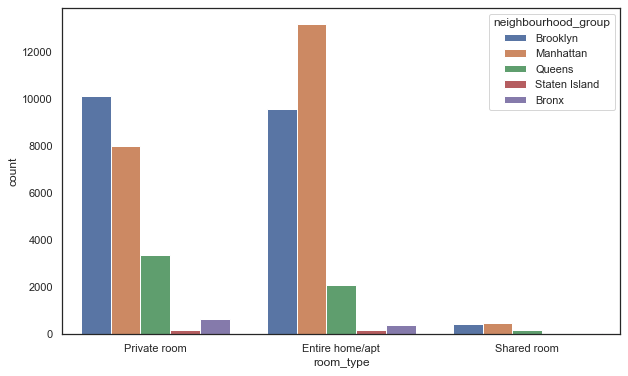 neighbourhood_group
Brooklyn
Manhattan
Queens
Staten Island
Bronx
12000
10000
8000
6000
4000
2000
0
count
Private room
Entire home/apt
Shared room
room_type